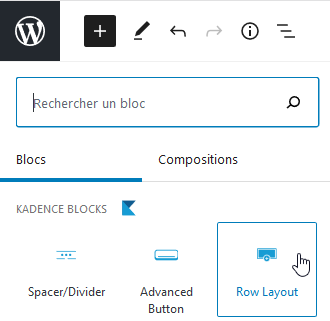 Rechercher un bloc
Blocs
Compositions
KADENCE BLOCKS
Spacer/Divider
Advanced
Button
Row Layout